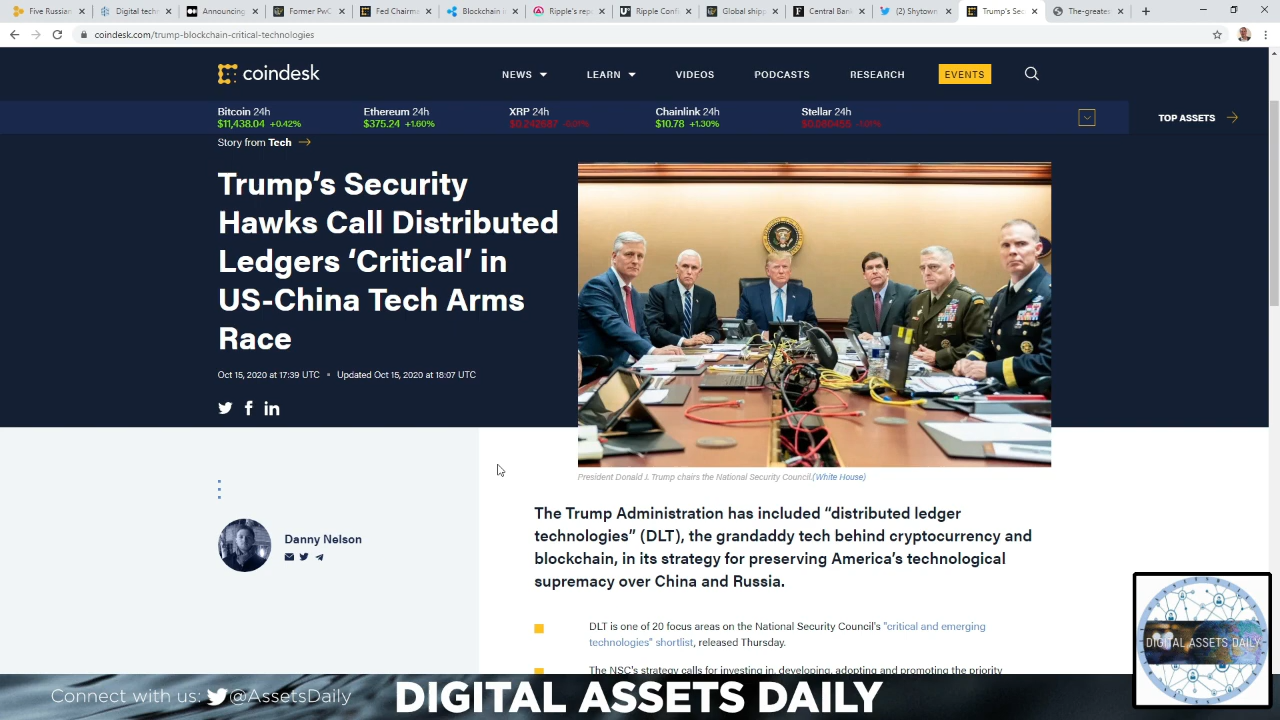 Five Russian
Digital techn
Announcing
Former PwC
Fed Chairma
Blockchain i
Ripple's rep
Ripple Confi
Global shipp
Central Bank
(2) Shytown
Trump's Sec
The-greates
coindesk.com/trump-blockchain-critical-technologies
coindesk
NEWS
LEARN
VIDEOS
PODCASTS
RESEARCH
EVENTS
Bitcoin 24h
$11,438.04 +0.42%
Ethereum 24h
$375.24 +1.60%
XRP 24h
Chainlink 24h
$10.78 +1.30%
Stellar 24h
TOP ASSETS
Story from Tech
Trump's Security
Hawks Call Distributed
Ledgers 'Critical' in
US-China Tech Arms
Race
Oct 15, 2020 at 17:39 UTC
Updated Oct 15, 2020 at 18:07 UTC
President Donald J. Trump chairs the National Security Council.(White House)
Danny Nelson
The Trump Administration has included “distributed ledger
technologies” (DLT), the grandaddy tech behind cryptocurrency and
blockchain, in its strategy for preserving America's technological
supremacy over China and Russia.
DLT is one of 20 focus areas on the National Security Council's "critical and emerging
technologies" shortlist, released Thursday.
The NSC's strategy calls for investing in, developing, adopting and promoting the priority
DIGITAL ASSETS DAILY
Connect with us: @AssetsDaily
DIGITAL ASSETS DAILY